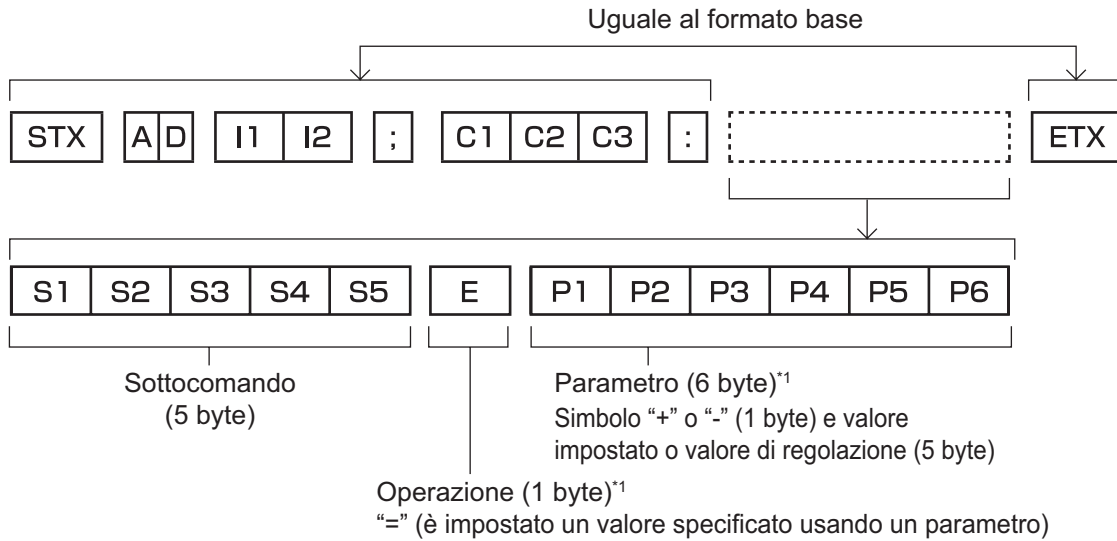 Uguale al formato base
STX A D I1 I2 ; C1 C2 C3 : ETX
S1 S2 S3 S4 S5 E P1 P2 P3 P4 P5 P6
Sottocomando
(5 byte)
Parametro (6 byte)*1
Simbolo “+” o “-” (1 byte) e valore
impostato o valore di regolazione (5 byte)
Operazione (1 byte)*1
“=” (è impostato un valore specificato usando un parametro)